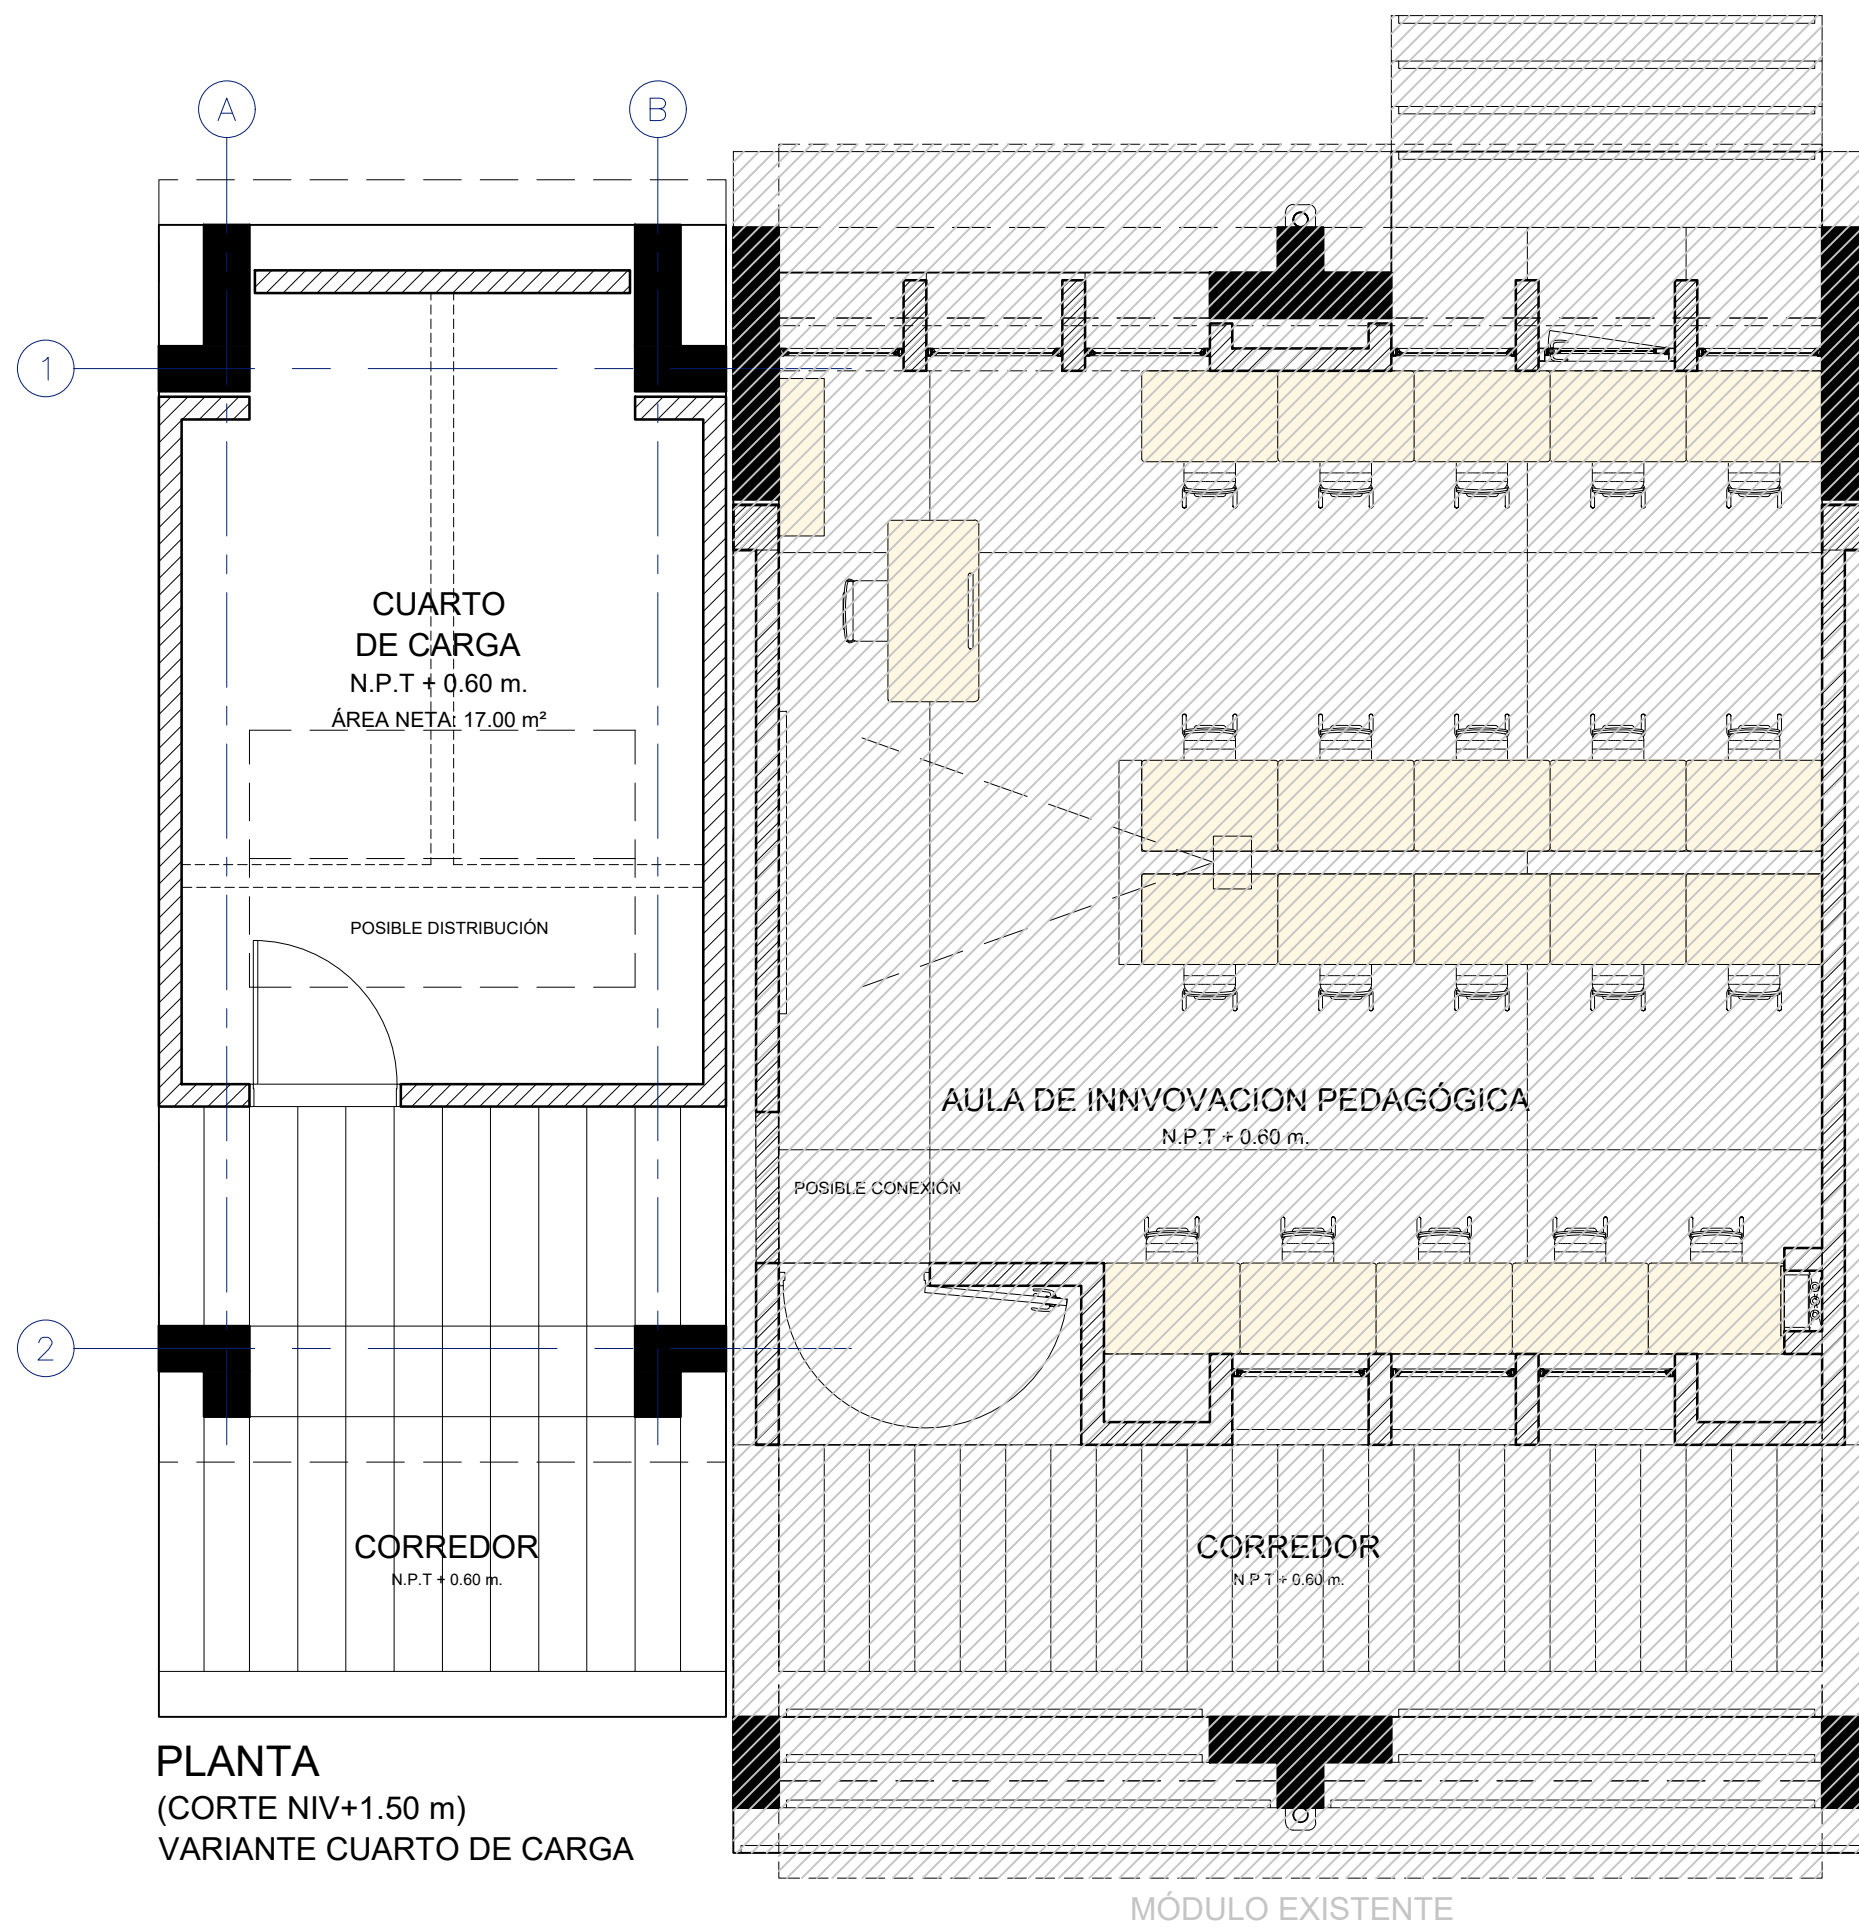 A
B
1
CUARTO
DE CARGA
N.P.T + 0.60 m.
ÁREA NETA: 17.00 m²
POSIBLE DISTRIBUCIÓN
AULA DE INNVOVACION PEDAGÓGICA
N.P.T + 0.60 m.
POSIBLE CONEXIÓN
2
CORREDOR
N.P.T + 0.60 m.
CORREDOR
N.P.T + 0.60 m.
PLANTA
(CORTE NIV+1.50 m)
VARIANTE CUARTO DE CARGA
MÓDULO EXISTENTE